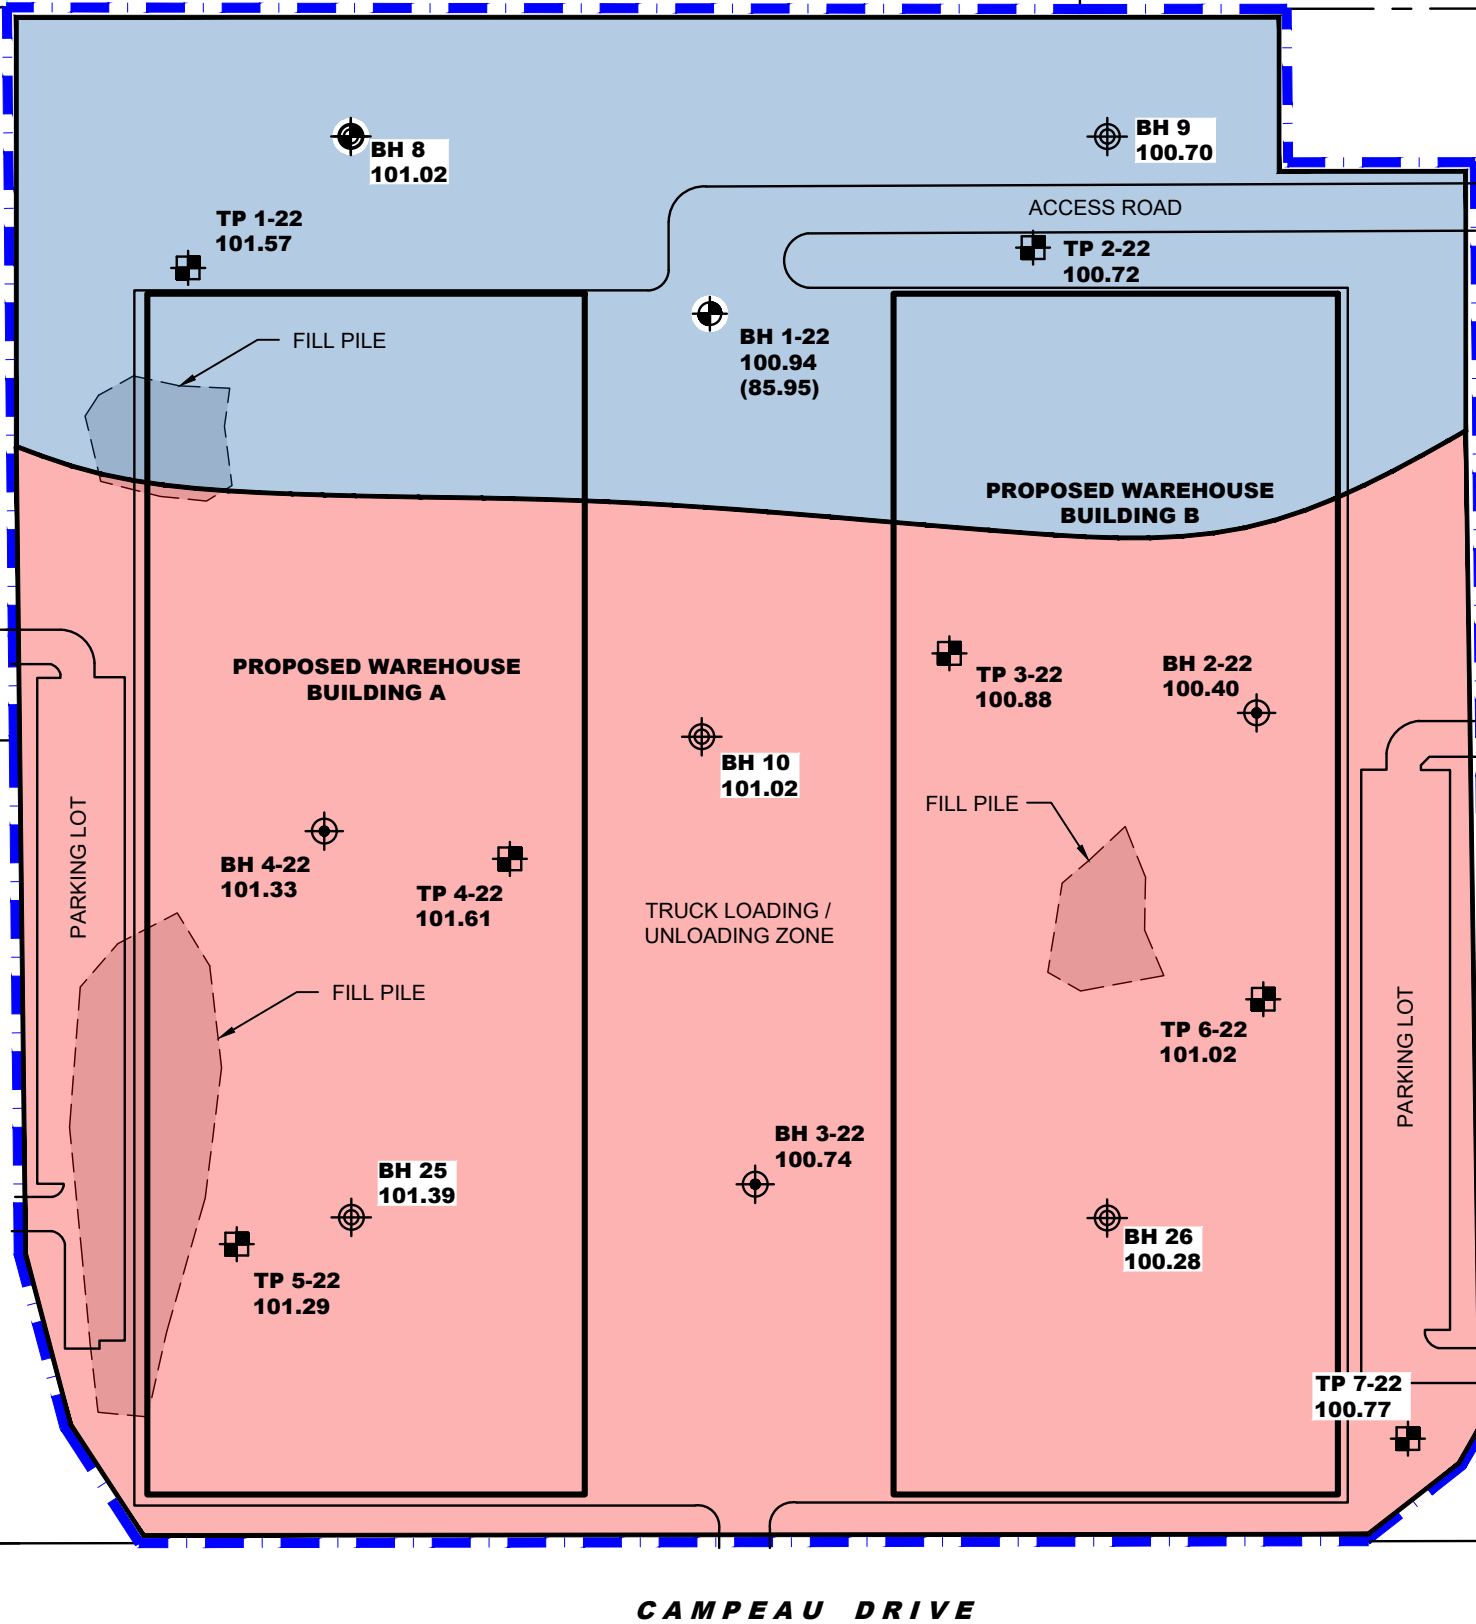 BH 8
101.02
BH 9
100.70
TP 1-22
101.57
ACCESS ROAD
TP 2-22
100.72
FILL PILE
BH 1-22
100.94
(85.95)
PROPOSED WAREHOUSE
BUILDING B
PROPOSED WAREHOUSE
BUILDING A
TP 3-22
100.88
BH 2-22
100.40
BH 10
101.02
FILL PILE
PARKING LOT
BH 4-22
101.33
TP 4-22
101.61
TRUCK LOADING /
UNLOADING ZONE
FILL PILE
TP 6-22
101.02
PARKING LOT
BH 3-22
100.74
BH 25
101.39
BH 26
100.28
TP 5-22
101.29
TP 7-22
100.77
CAMPEAU DRIVE